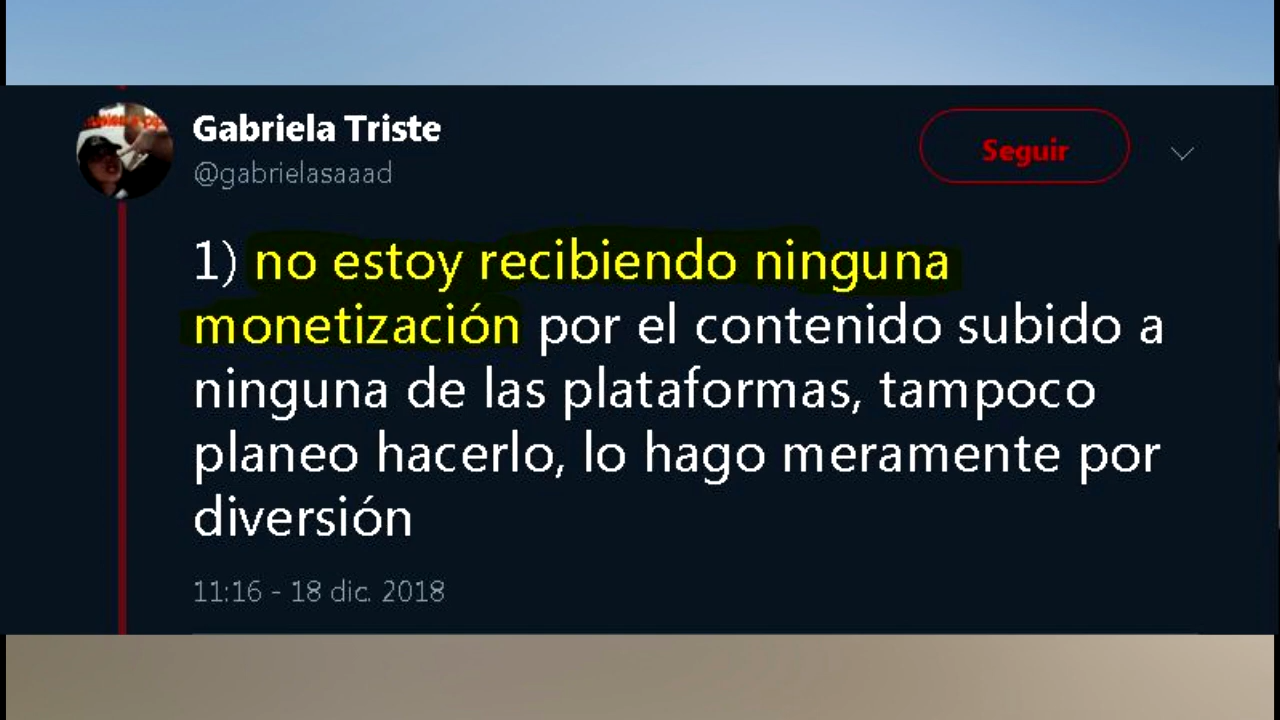 Gabriela Triste
@gabrielasaaad
Seguir
1) no estoy recibiendo ninguna
monetización por el contenido subido a
ninguna de las plataformas, tampoco
planeo hacerlo, lo hago meramente por
diversión
11:16 - 18 dic. 2018